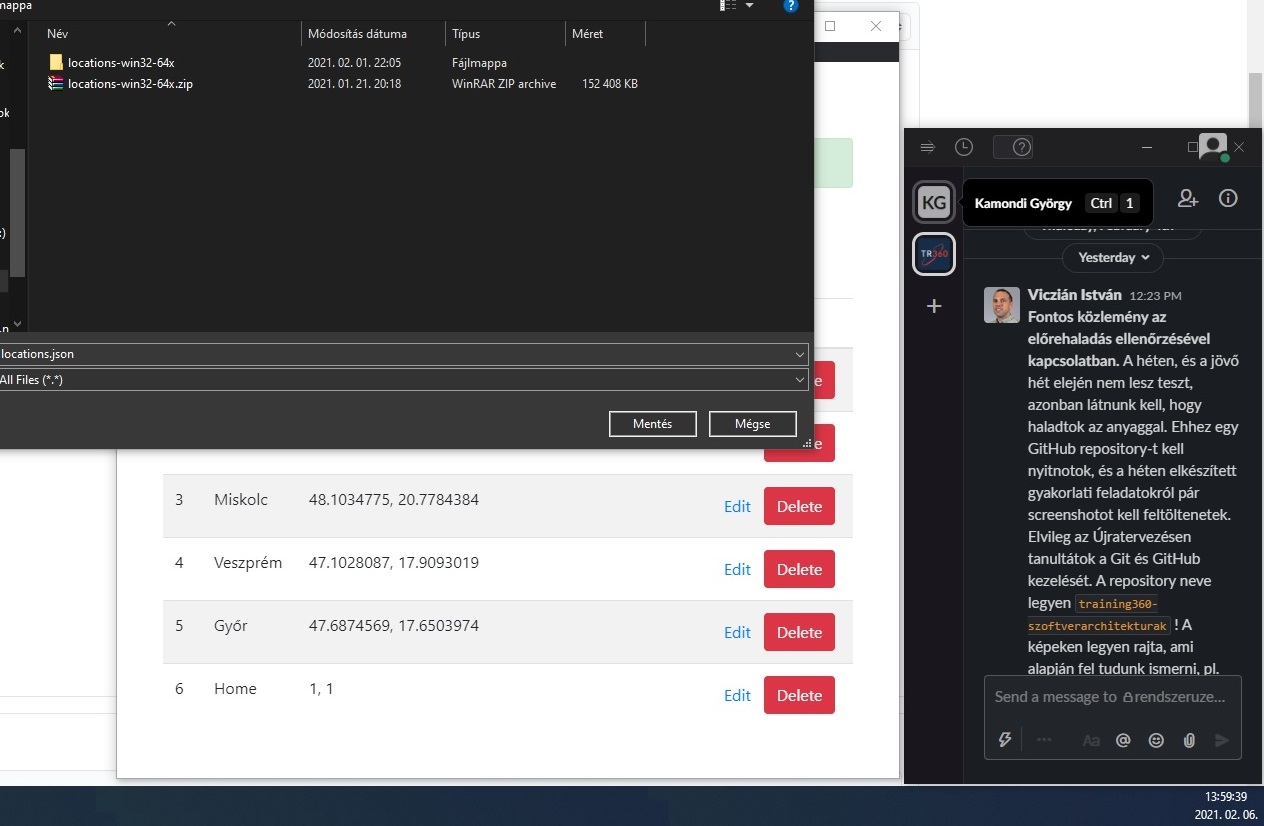 mappa
?
Név
Módosítás dátuma
Típus
Méret
locations-win32-64x
2021. 02. 01. 22:05
Fájlmappa
locations-win32-64x.zip
2021. 01. 21. 20:18
WinRAR ZIP archive
152 408 KB
locations.json
All Files (*.*)
Mentés
Mégse
3 Miskolc 48.1034775, 20.7784384 Edit Delete
4 Veszprém 47.1028087, 17.9093019 Edit Delete
5 Győr 47.6874569, 17.6503974 Edit Delete
6 Home 1, 1 Edit Delete
?
KG
Kamondi György Ctrl 1
TR360
+
Yesterday
Viczián István 12:23 PM
Fontos közlemény az
előrehaladás ellenőrzésével
kapcsolatban. A héten, és a jövő
hét elején nem lesz teszt,
azonban látnunk kell, hogy
haladtok az anyaggal. Ehhez egy
GitHub repository-t kell
nyitnotok, és a héten elkészített
gyakorlati feladatokról pár
screenshotot kell feltöltenetek.
Elvileg az Újratervezésen
tanultátok a Git és GitHub
kezelését. A repository neve
legyen training360-
szoftverarchitekturak ! A
képeken legyen rajta, ami
alapján fel tudunk ismerni, pl.
Send a message to rendszeruze...
Aa @
13:59:39
2021. 02. 06.